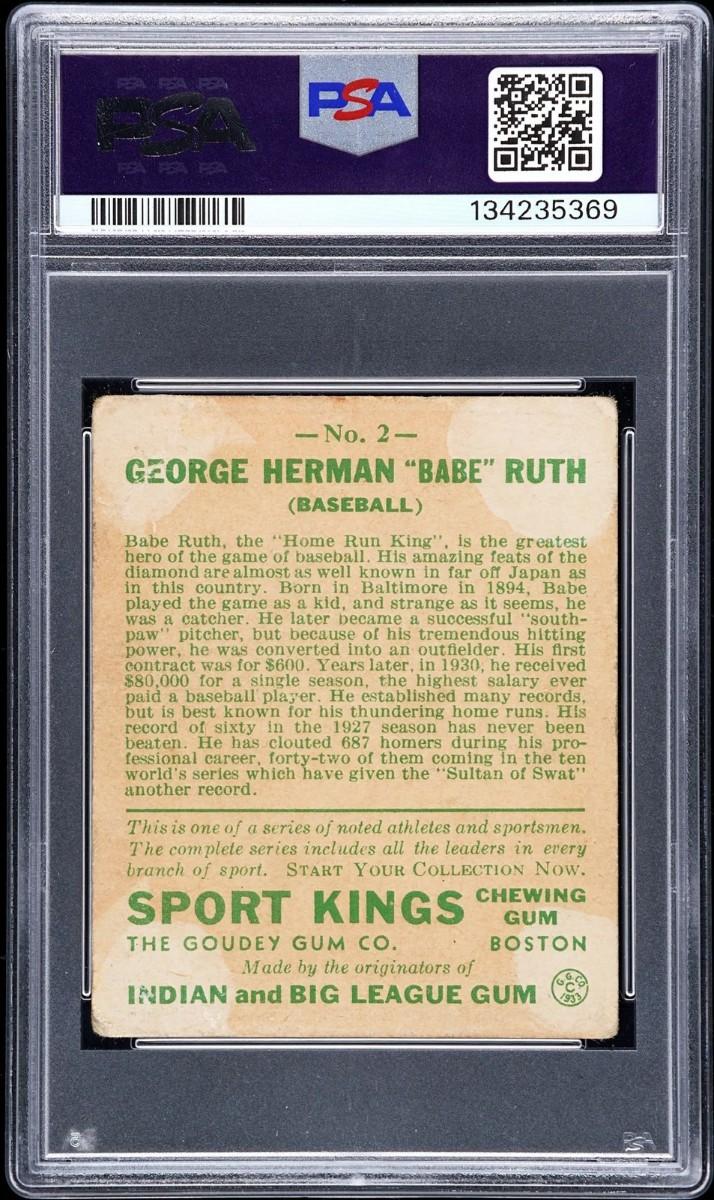 PSA PSA PSA
PSA
PSA PSA PSA
PSA
134235369
—No. 2—
GEORGE HERMAN "BABE" RUTH
(BASEBALL)
Babe Ruth, the "Home Run King", is the greatest
hero of the game of baseball. His amazing feats of the
diamond are almost as well known in far off Japan as
in this country. Born in Baltimore in 1894, Babe
played the game as a kid, and strange as it seems, he
was a catcher. He later became a successful "south-
paw" pitcher, but because of his tremendous hitting
power, he was converted into an outfielder. His first
contract was for $600. Years later, in 1930, he received
$80,000 for a single season, the highest salary ever
paid a baseball player. He established many records,
but is best known for his thundering home runs. His
record of sixty in the 1927 season has never been
beaten. He has clouted 687 homers during his pro-
fessional career, forty-two of them coming in the ten
world's series which have given the "Sultan of Swat"
another record.
This is one of a series of noted athletes and sportsmen.
The complete series includes all the leaders in every
branch of sport. START YOUR COLLECTION NOW.
SPORT KINGS CHEWING GUM
THE GOUDEY GUM CO. BOSTON
Made by the originators of
INDIAN and BIG LEAGUE GUM
G.G.CO.
C
1933
PSA